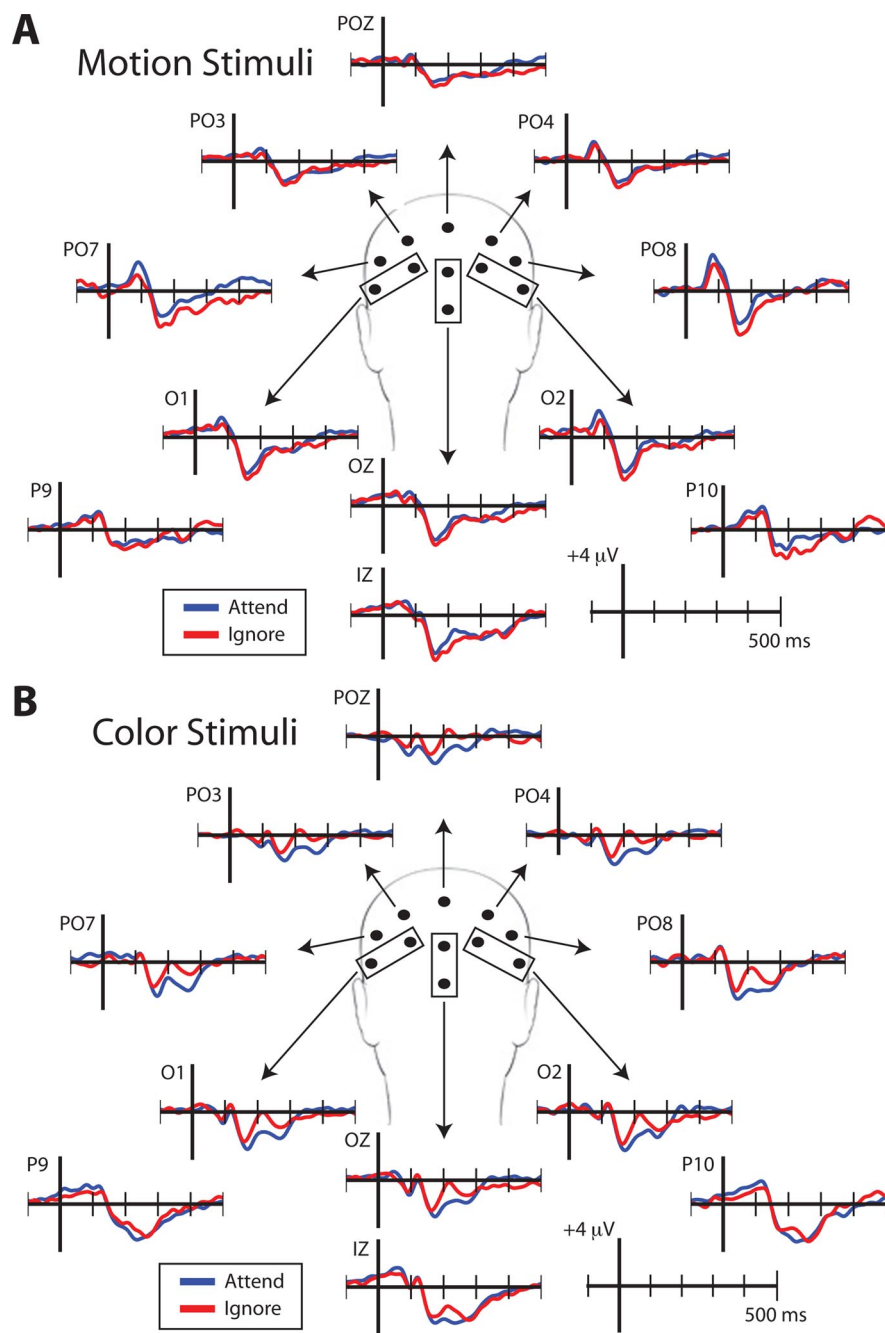 A
Motion Stimuli
POZ
PO3
PO4
PO7
PO8
O1
O2
P9
OZ
P10
IZ
+4 μV
500 ms
Attend
Ignore
B
Color Stimuli
POZ
PO3
PO4
PO7
PO8
O1
O2
P9
OZ
P10
IZ
+4 μV
500 ms
Attend
Ignore